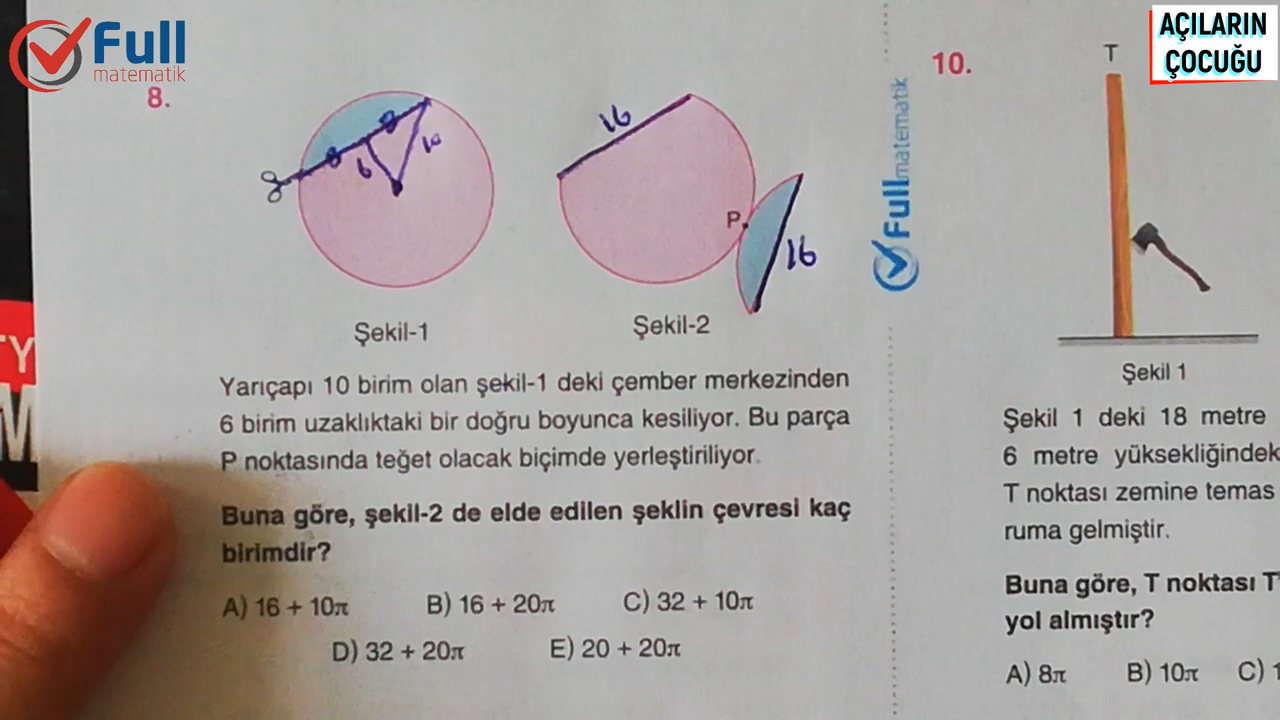 Full
matematik
AÇILARIN
ÇOCUĞU
8.
8
8
6
10
Şekil-1
16
P
16
Şekil-2
Yarıçapı 10 birim olan şekil-1 deki çember merkezinden
6 birim uzaklıktaki bir doğru boyunca kesiliyor. Bu parça
P noktasında teğet olacak biçimde yerleştiriliyor.
Buna göre, şekil-2 de elde edilen şeklin çevresi kaç
birimdir?
A) 16 + 10π B) 16 + 20π C) 32 + 10π
D) 32 + 20π E) 20 + 20π
Full matematik
10.
T
Şekil 1
Şekil 1 deki 18 metre
6 metre yüksekliğindek
T noktası zemine temas
ruma gelmiştir.
Buna göre, T noktası T
yol almıştır?
A) 8π B) 10π C) 1